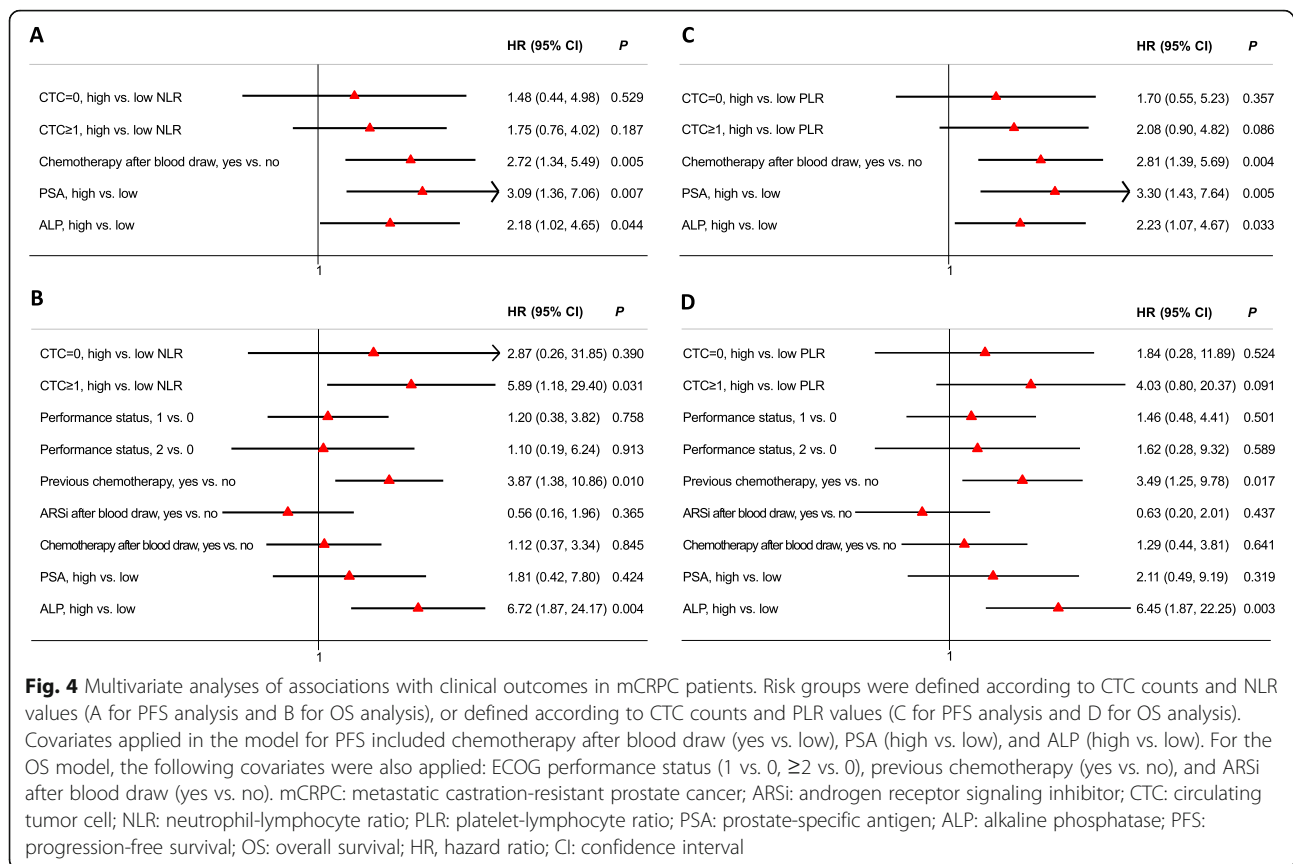 A
HR (95% CI) P
CTC=0, high vs. low NLR 1.48 (0.44, 4.98) 0.529
CTC≥1, high vs. low NLR 1.75 (0.76, 4.02) 0.187
Chemotherapy after blood draw, yes vs. no 2.72 (1.34, 5.49) 0.005
PSA, high vs. low 3.09 (1.36, 7.06) 0.007
ALP, high vs. low 2.18 (1.02, 4.65) 0.044
1
C
HR (95% CI) P
CTC=0, high vs. low PLR 1.70 (0.55, 5.23) 0.357
CTC≥1, high vs. low PLR 2.08 (0.90, 4.82) 0.086
Chemotherapy after blood draw, yes vs. no 2.81 (1.39, 5.69) 0.004
PSA, high vs. low 3.30 (1.43, 7.64) 0.005
ALP, high vs. low 2.23 (1.07, 4.67) 0.033
1
B
HR (95% CI) P
CTC=0, high vs. low NLR 2.87 (0.26, 31.85) 0.390
CTC≥1, high vs. low NLR 5.89 (1.18, 29.40) 0.031
Performance status, 1 vs. 0 1.20 (0.38, 3.82) 0.758
Performance status, 2 vs. 0 1.10 (0.19, 6.24) 0.913
Previous chemotherapy, yes vs. no 3.87 (1.38, 10.86) 0.010
ARSi after blood draw, yes vs. no 0.56 (0.16, 1.96) 0.365
Chemotherapy after blood draw, yes vs. no 1.12 (0.37, 3.34) 0.845
PSA, high vs. low 1.81 (0.42, 7.80) 0.424
ALP, high vs. low 6.72 (1.87, 24.17) 0.004
1
D
HR (95% CI) P
CTC=0, high vs. low PLR 1.84 (0.28, 11.89) 0.524
CTC≥1, high vs. low PLR 4.03 (0.80, 20.37) 0.091
Performance status, 1 vs. 0 1.46 (0.48, 4.41) 0.501
Performance status, 2 vs. 0 1.62 (0.28, 9.32) 0.589
Previous chemotherapy, yes vs. no 3.49 (1.25, 9.78) 0.017
ARSi after blood draw, yes vs. no 0.63 (0.20, 2.01) 0.437
Chemotherapy after blood draw, yes vs. no 1.29 (0.44, 3.81) 0.641
PSA, high vs. low 2.11 (0.49, 9.19) 0.319
ALP, high vs. low 6.45 (1.87, 22.25) 0.003
1
Fig. 4 Multivariate analyses of associations with clinical outcomes in mCRPC patients. Risk groups were defined according to CTC counts and NLR
values (A for PFS analysis and B for OS analysis), or defined according to CTC counts and PLR values (C for PFS analysis and D for OS analysis).
Covariates applied in the model for PFS included chemotherapy after blood draw (yes vs. low), PSA (high vs. low), and ALP (high vs. low). For the
OS model, the following covariates were also applied: ECOG performance status (1 vs. 0, ≥2 vs. 0), previous chemotherapy (yes vs. no), and ARSi
after blood draw (yes vs. no). mCRPC: metastatic castration-resistant prostate cancer; ARSi: androgen receptor signaling inhibitor; CTC: circulating
tumor cell; NLR: neutrophil-lymphocyte ratio; PLR: platelet-lymphocyte ratio; PSA: prostate-specific antigen; ALP: alkaline phosphatase; PFS:
progression-free survival; OS: overall survival; HR, hazard ratio; CI: confidence interval